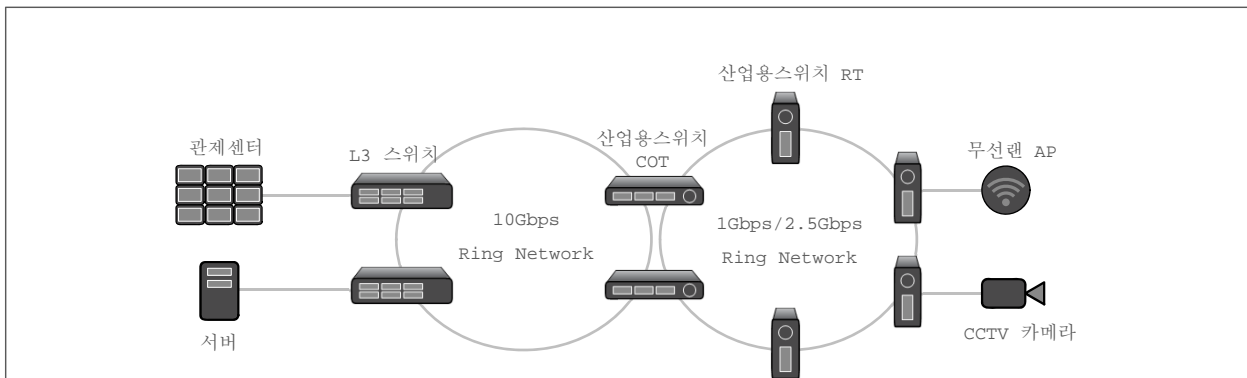 산업용스위치 RT
관제센터
L3 스위치
산업용스위치
COT
무선랜 AP
10Gbps
Ring Network
1Gbps/2.5Gbps
Ring Network
서버
CCTV 카메라